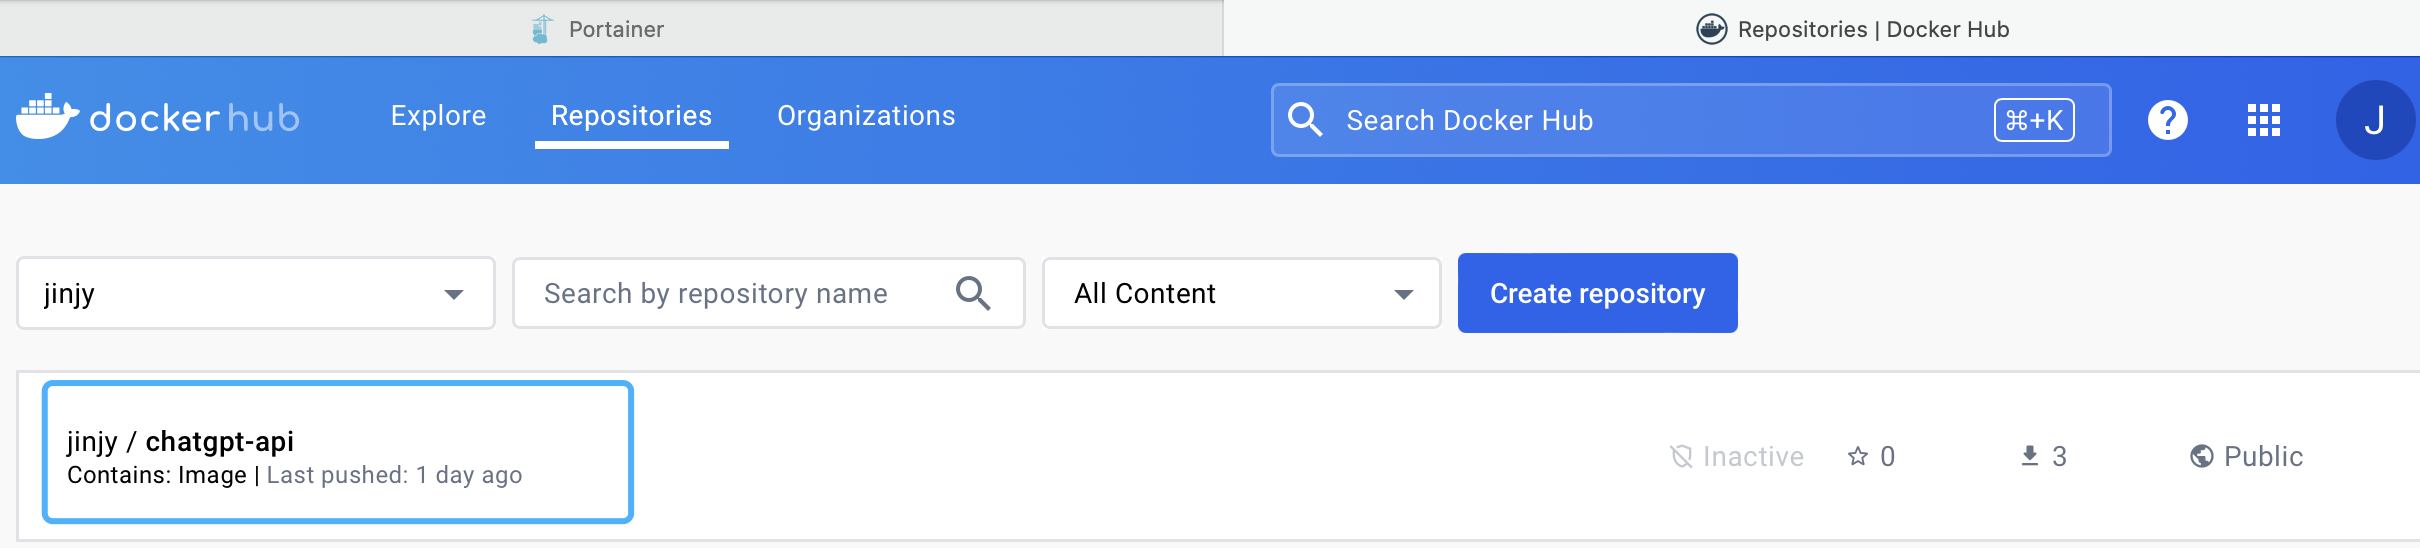 Portainer
Repositories | Docker Hub
docker hub
Explore
Repositories
Organizations
Search Docker Hub
⌘+K
?
J
jinjy
Search by repository name
All Content
Create repository
jinjy / chatgpt-api
Contains: Image | Last pushed: 1 day ago
Inactive
0
3
Public